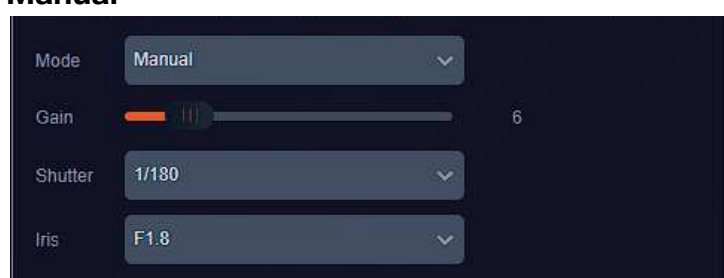 Manual
Mode Manual
Gain 6
Shutter 1/180
Iris F1.8